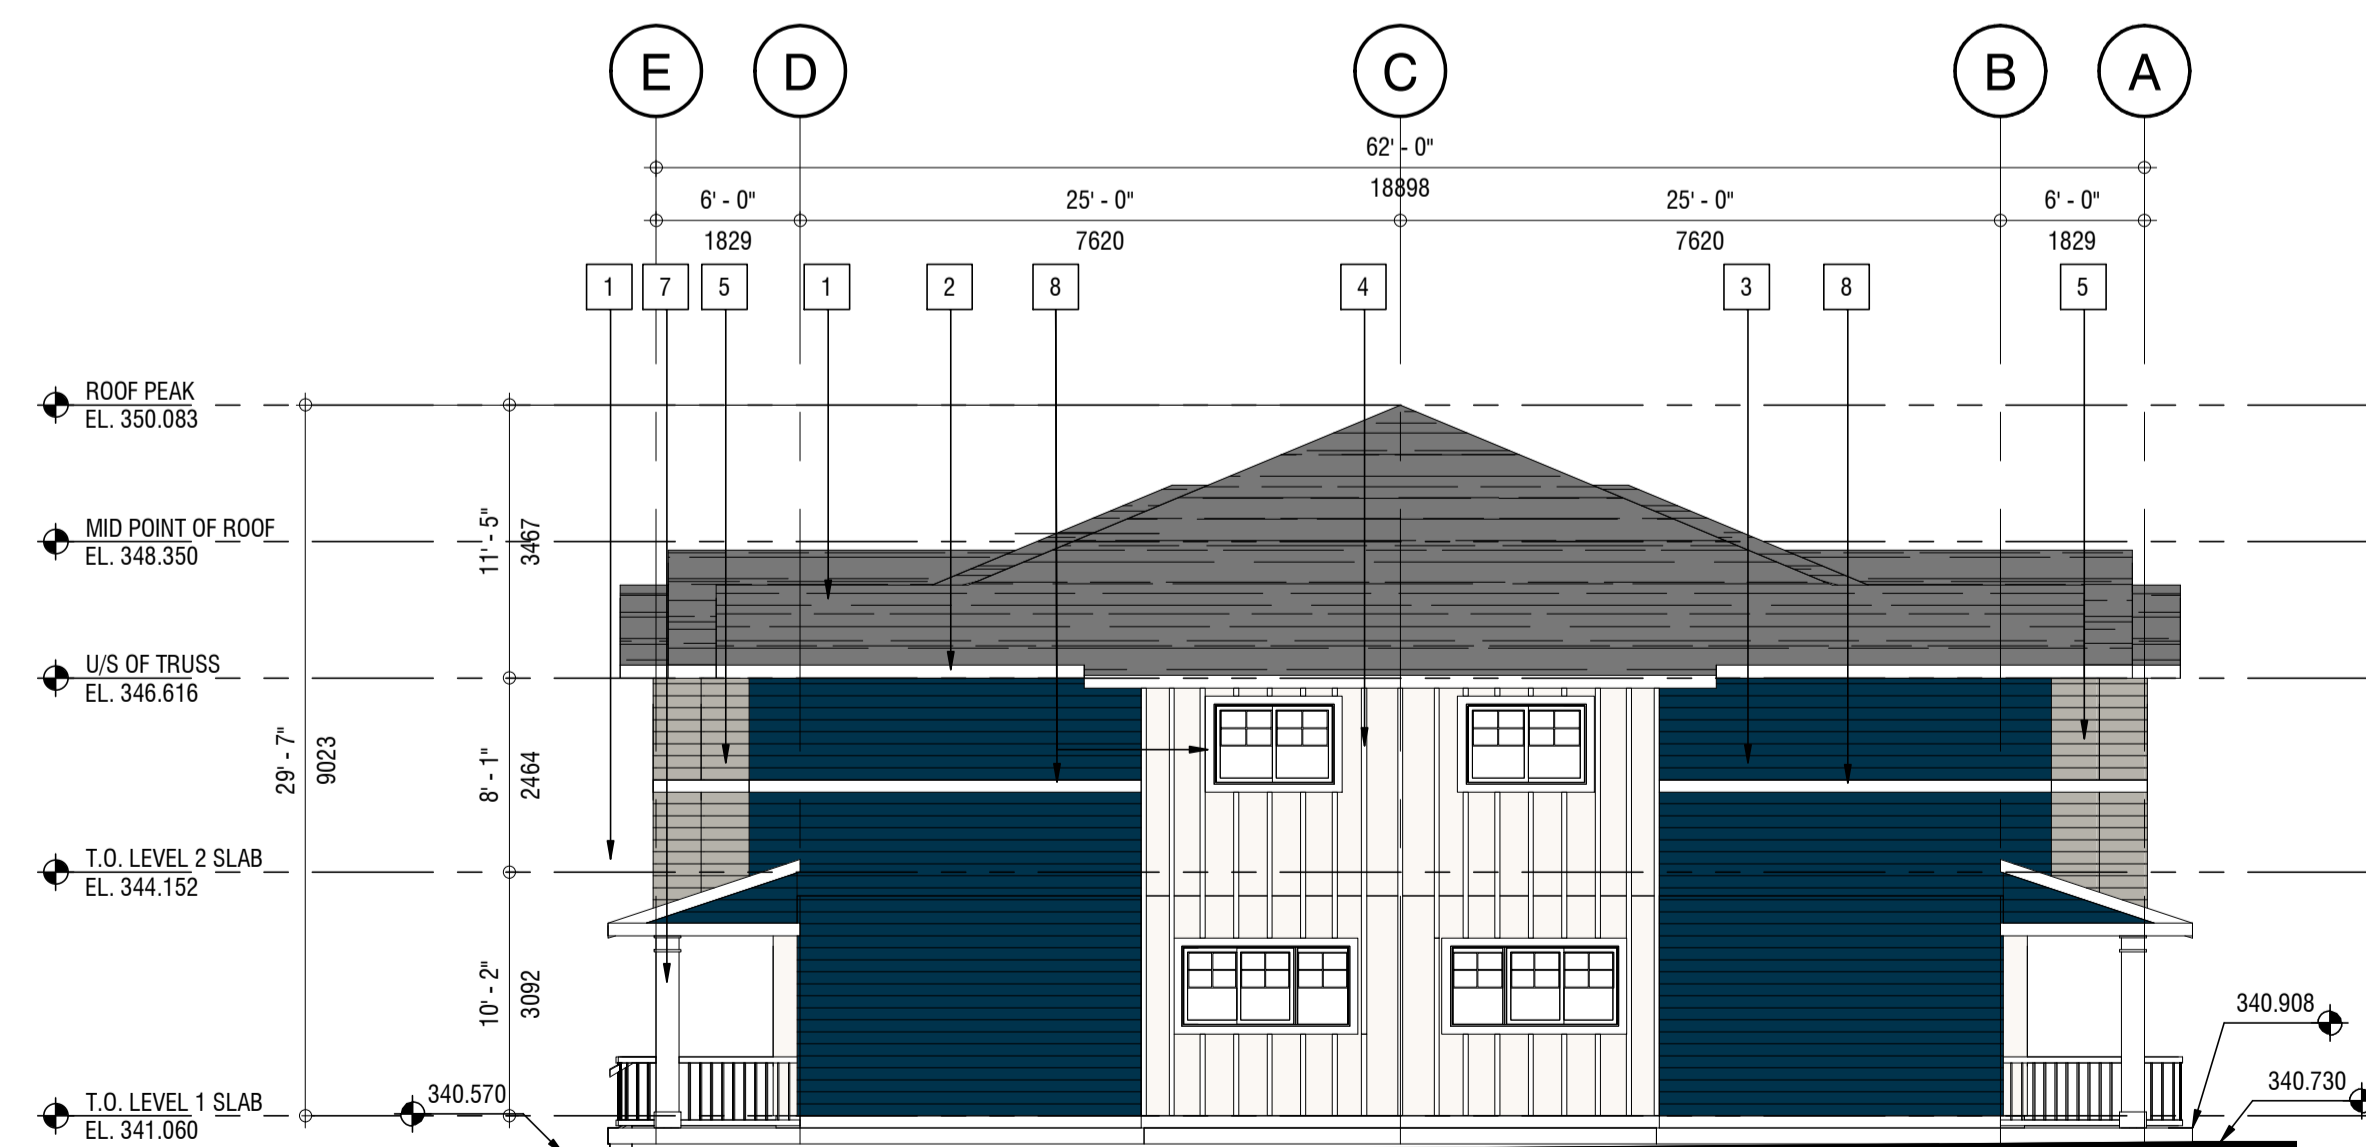 E D C B A
62' - 0"
18898
6' - 0" 25' - 0" 25' - 0" 6' - 0"
1829 7620 7620 1829
1 7 5 1 2 8 4 3 8 5
ROOF PEAK
EL. 350.083
MID POINT OF ROOF
EL. 348.350
11' - 5"
3467
U/S OF TRUSS
EL. 346.616
29' - 7"
9023
8' - 1"
2464
T.O. LEVEL 2 SLAB
EL. 344.152
10' - 2"
3092
340.908
340.730
340.570
T.O. LEVEL 1 SLAB
EL. 341.060